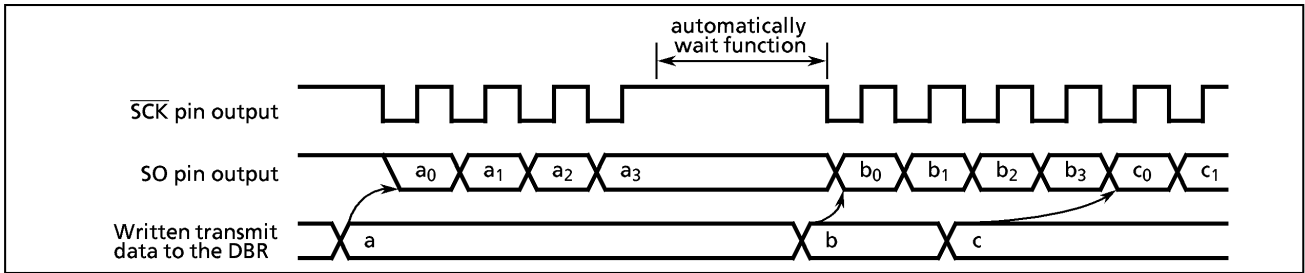 automatically
wait function
SCK pin output
SO pin output
a0 a1 a2 a3 b0 b1 b2 b3 c0 c1
Written transmit
data to the DBR
a b c